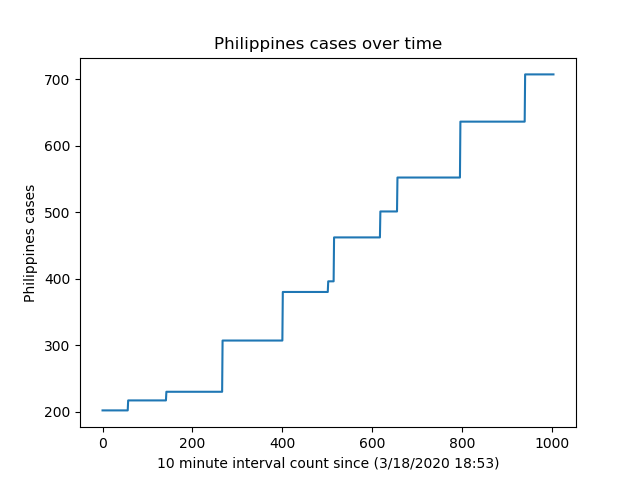 Philippines cases over time
Philippines cases
700
600
500
400
300
200
0 200 400 600 800 1000
10 minute interval count since (3/18/2020 18:53)